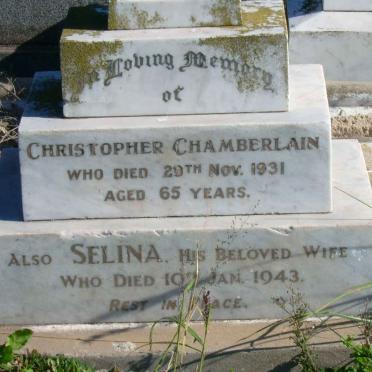 In Loving Memory
of
CHRISTOPHER CHAMBERLAIN
WHO DIED 29TH NOV. 1931
AGED 65 YEARS.
ALSO SELINA, HIS BELOVED WIFE
WHO DIED 10TH JAN. 1943.
REST IN PEACE.